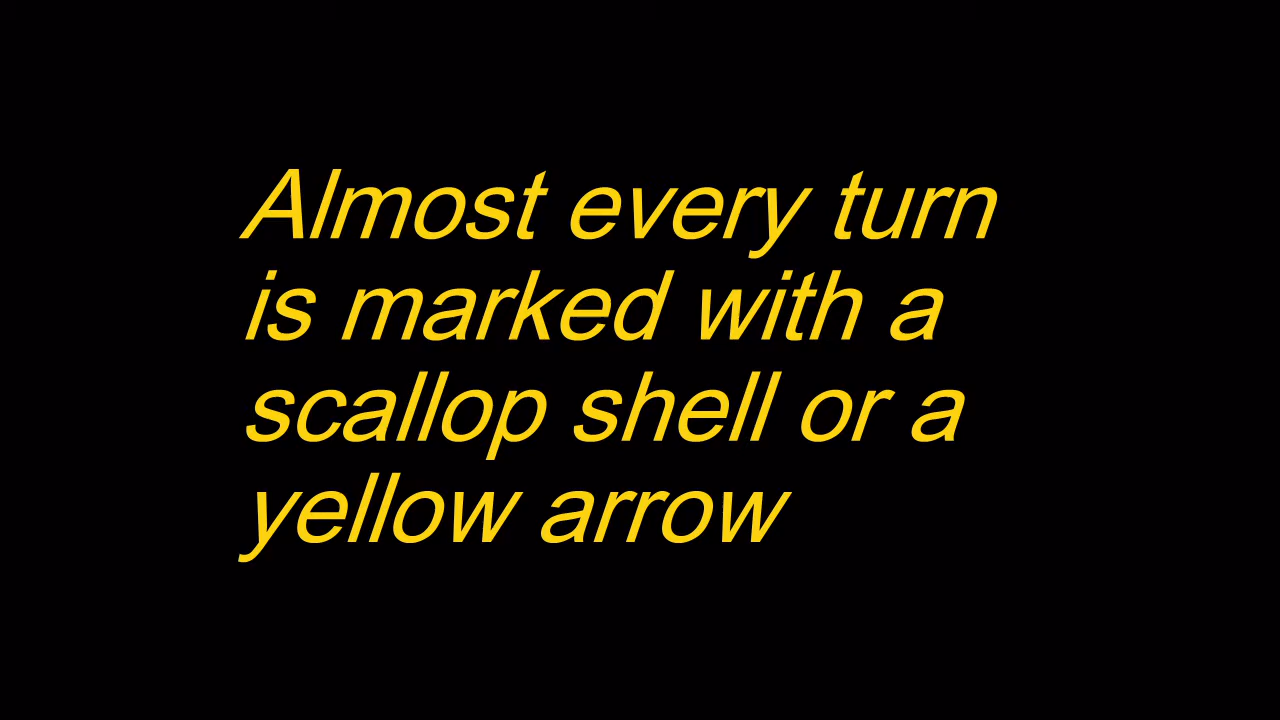 Almost every turn
is marked with a
scallop shell or a
yellow arrow